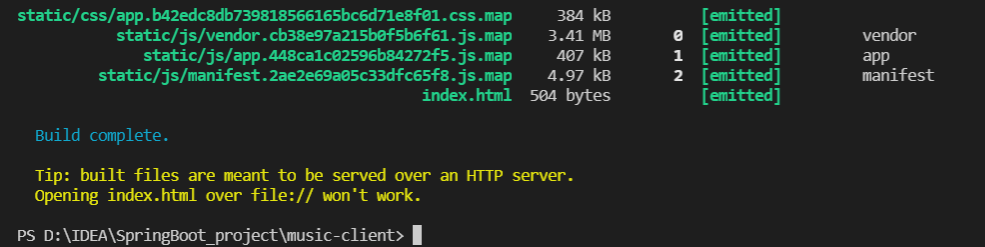 static/css/app.b42edc8db739818566165bc6d71e8f01.css.map 384 kB [emitted]
static/js/vendor.cb38e97a215b0f5b6f61.js.map 3.41 MB 0 [emitted] vendor
static/js/app.448ca1c02596b84272f5.js.map 407 kB 1 [emitted] app
static/js/manifest.2ae2e69a05c33dfc65f8.js.map 4.97 kB 2 [emitted] manifest
index.html 504 bytes [emitted]
Build complete.
Tip: built files are meant to be served over an HTTP server.
Opening index.html over file:// won't work.
PS D:\IDEA\SpringBoot_project\music-client>